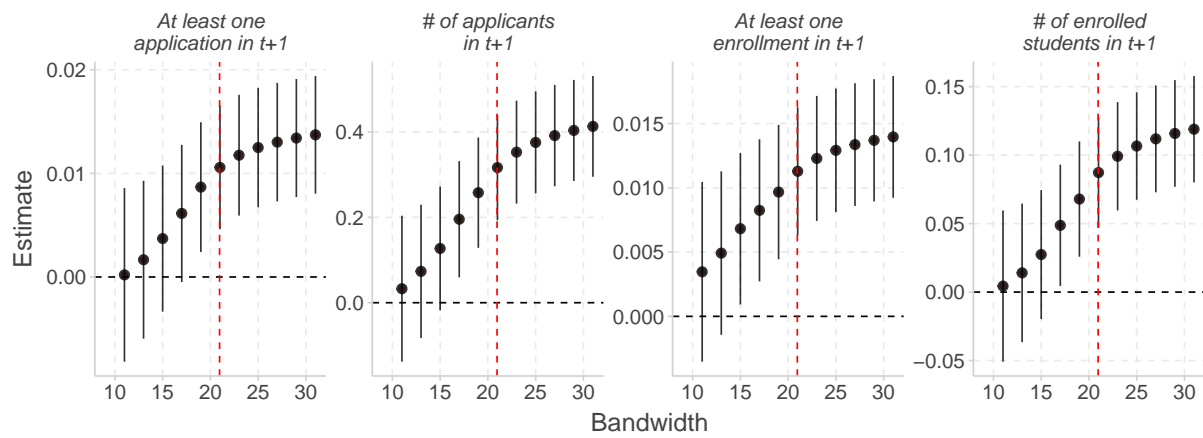 At least one
application in t+1
# of applicants
in t+1
At least one
enrollment in t+1
# of enrolled
students in t+1
Estimate
0.02
0.01
0.00
10 15 20 25 30
0.4
0.2
0.0
10 15 20 25 30
0.015
0.010
0.005
0.000
10 15 20 25 30
0.15
0.10
0.05
0.00
−0.05
10 15 20 25 30
Bandwidth